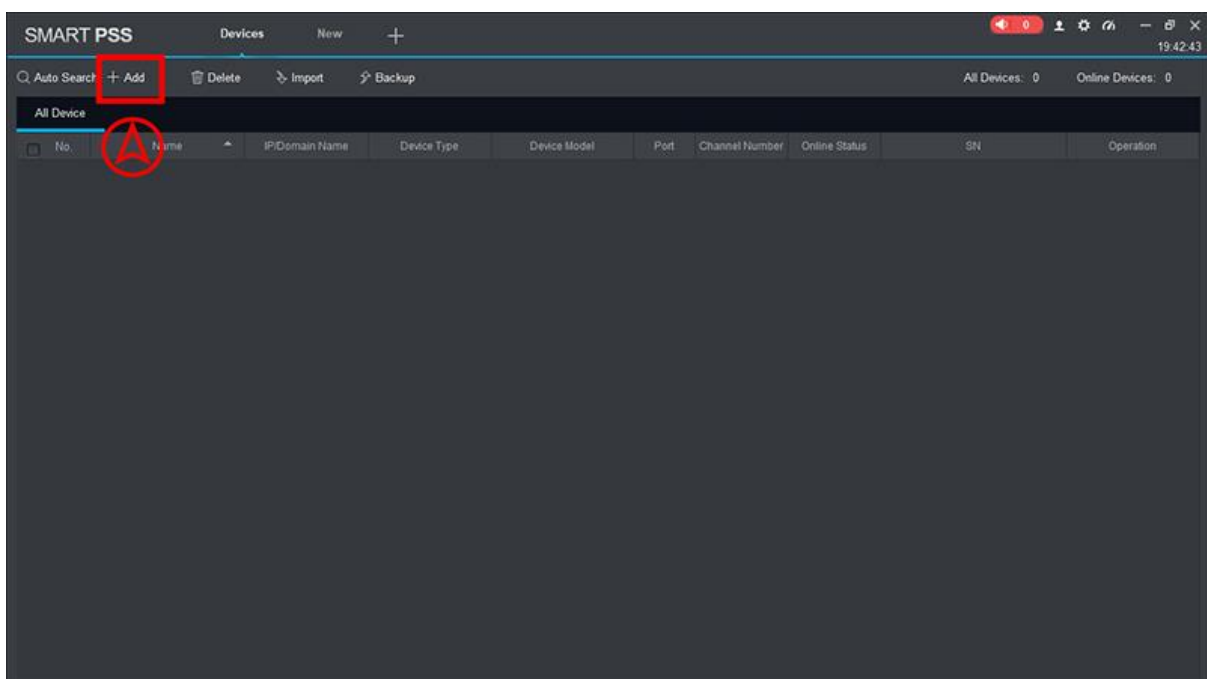 SMART PSS Devices New + 0
19:42:43
Auto Search + Add Delete Import Backup All Devices: 0 Online Devices: 0
All Device
No. Name IP/Domain Name Device Type Device Model Port Channel Number Online Status SN Operation